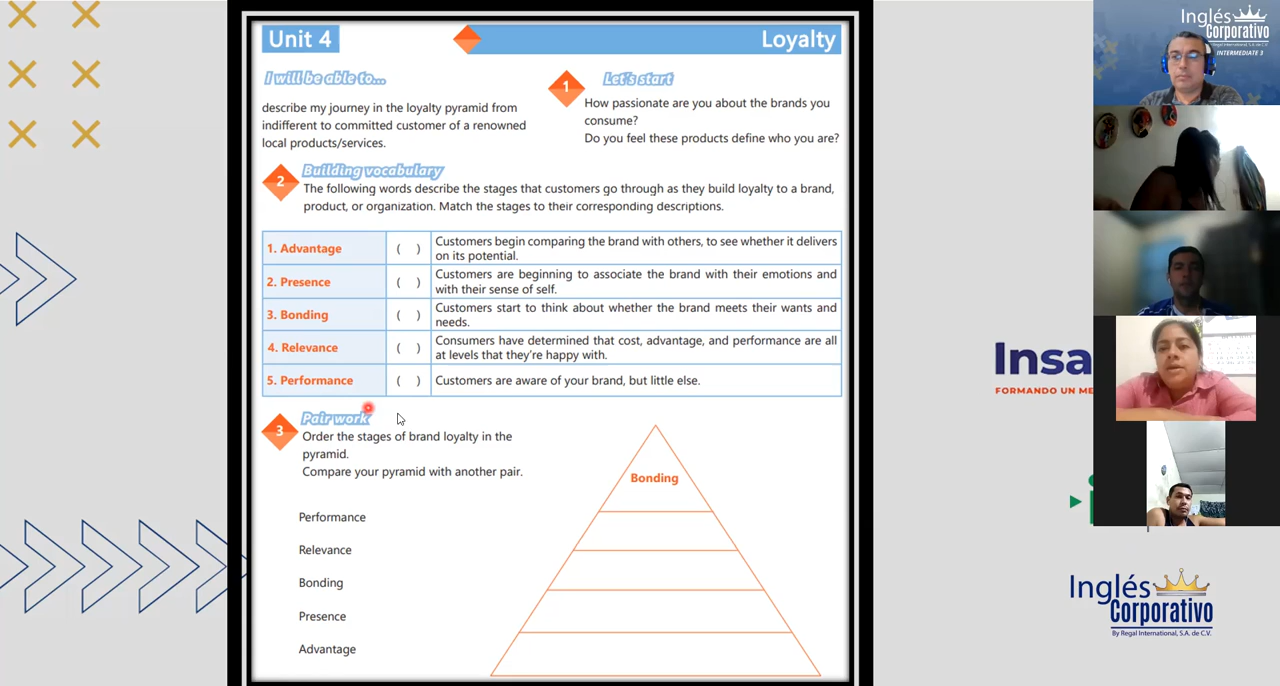 Unit 4
Loyalty
I will be able to...
describe my journey in the loyalty pyramid from
indifferent to committed customer of a renowned
local products/services.
1
Let's start
How passionate are you about the brands you
consume?
Do you feel these products define who you are?
2
Building vocabulary
The following words describe the stages that customers go through as they build loyalty to a brand,
product, or organization. Match the stages to their corresponding descriptions.
1. Advantage ( ) Customers begin comparing the brand with others, to see whether it delivers
on its potential.
2. Presence ( ) Customers are beginning to associate the brand with their emotions and
with their sense of self.
3. Bonding ( ) Customers start to think about whether the brand meets their wants and
needs.
4. Relevance ( ) Consumers have determined that cost, advantage, and performance are all
at levels that they're happy with.
5. Performance ( ) Customers are aware of your brand, but little else.
3
Pair work
Order the stages of brand loyalty in the
pyramid.
Compare your pyramid with another pair.
Performance
Relevance
Bonding
Presence
Advantage
Bonding
Inglés
Corporativo
By Regal International, S.A. de C.V.
INTERMEDIATE 3
Insa
FORMANDO UN ME
Inglés
Corporativo
By Regal International, S.A. de C.V.